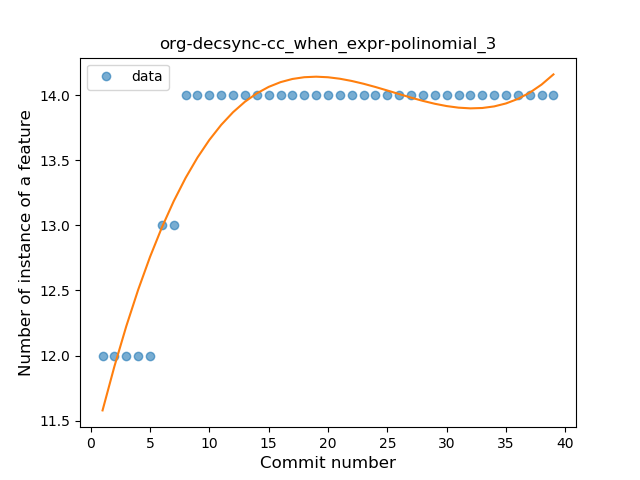 org-decsync-cc_when_expr-polinomial_3
data
Number of instance of a feature
14.0
13.5
13.0
12.5
12.0
11.5
0 5 10 15 20 25 30 35 40
Commit number